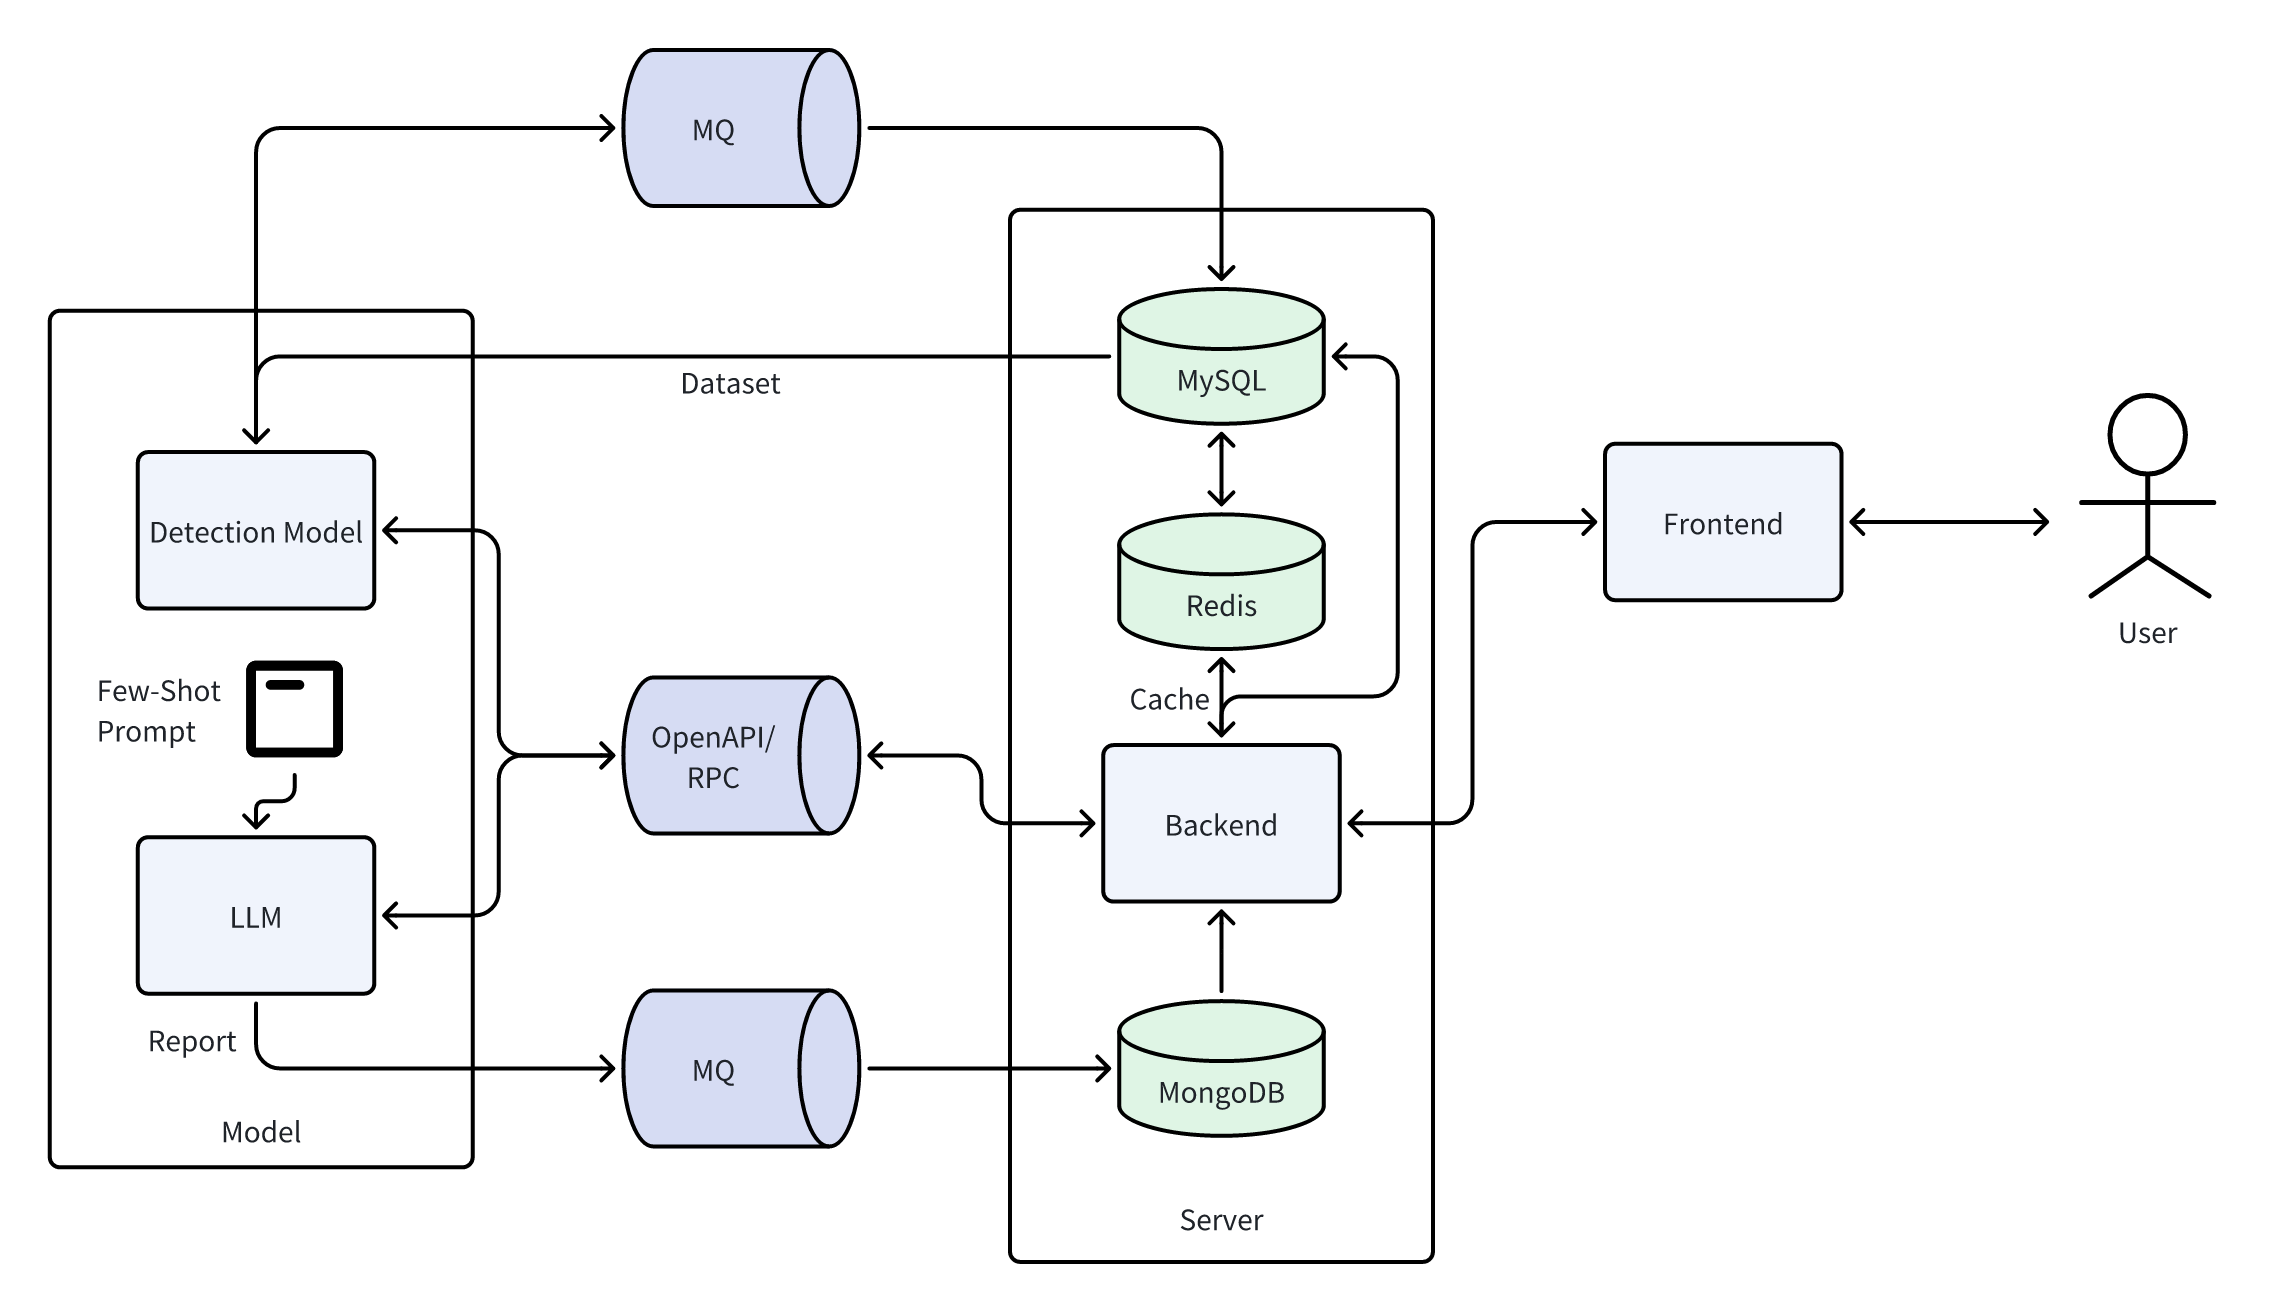 MQ
Dataset
MySQL
Detection Model
Frontend
Redis
User
Few-Shot
Prompt
Cache
OpenAPI/
RPC
Backend
LLM
Report
MQ
MongoDB
Model
Server